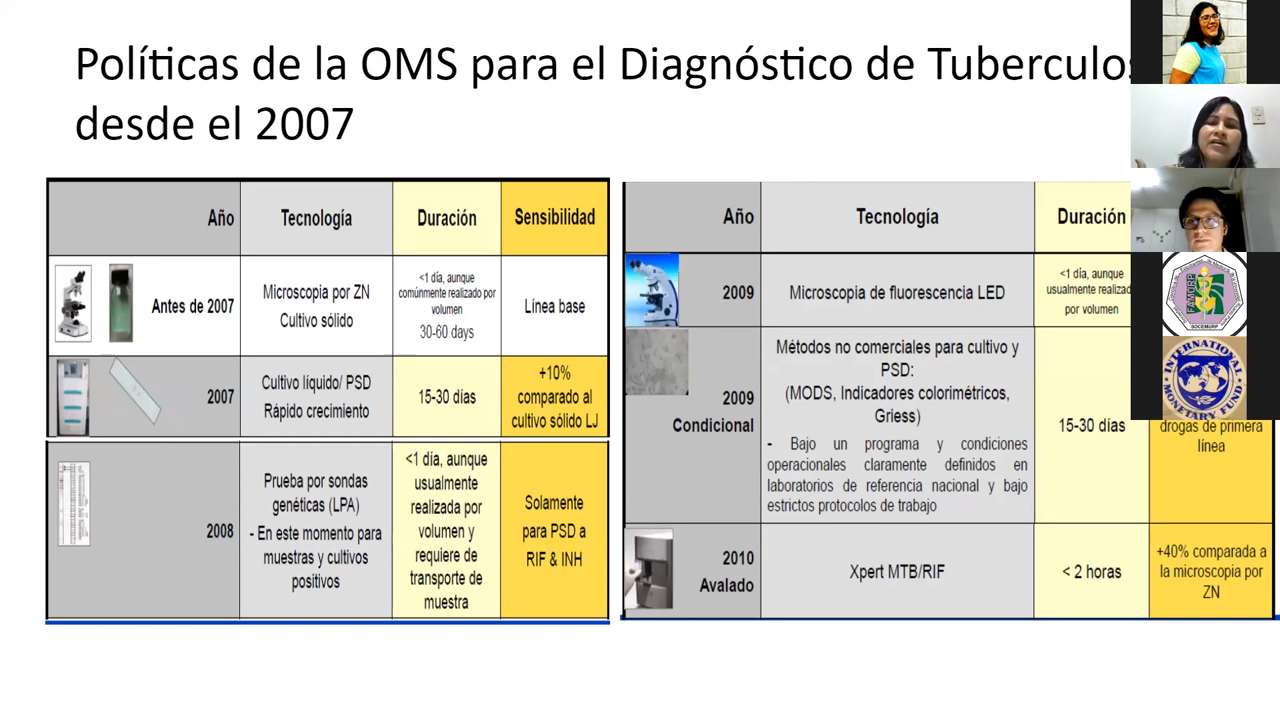 Políticas de la OMS para el Diagnóstico de
desde el 2007
Año
Tecnología
Duración
Sensibilidad
Antes de 2007
Microscopia por ZN
Cultivo sólido
<1 día, aunque
comúnmente realizado por
volumen
30-60 days
Línea base
2007
Cultivo líquido/ PSD
Rápido crecimiento
15-30 días
+10%
comparado al
cultivo sólido LJ
2008
Prueba por sondas
genéticas (LPA)
- En este momento para
muestras y cultivos
positivos
<1 día, aunque
usualmente
realizada por
volumen y
requiere de
transporte de
muestra
Solamente
para PSD a
RIF & INH
Año
Tecnología
Duración
2009
Microscopia de fluorescencia LED
<1 día, aunque
usualmente
por volumen
2009
Condicional
Métodos no comerciales para cultivo y
PSD:
(MODS, Indicadores colorimétricos,
Griess)
- Bajo un programa y condiciones
operacionales claramente definidos en
laboratorios de referencia nacional y bajo
estrictos protocolos de trabajo
15-30 días
drogas de primera
línea
2010
Avalado
Xpert MTB/RIF
< 2 horas
+40% comparada a
la microscopia por
ZN
FAMURP
SOCEMURP
INTERNATIONAL
MONETARY FUND